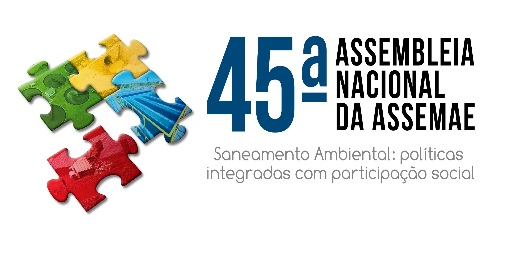 45ª ASSEMBLEIA
NACIONAL
DA ASSEMAE
Saneamento Ambiental: políticas
integradas com participação social